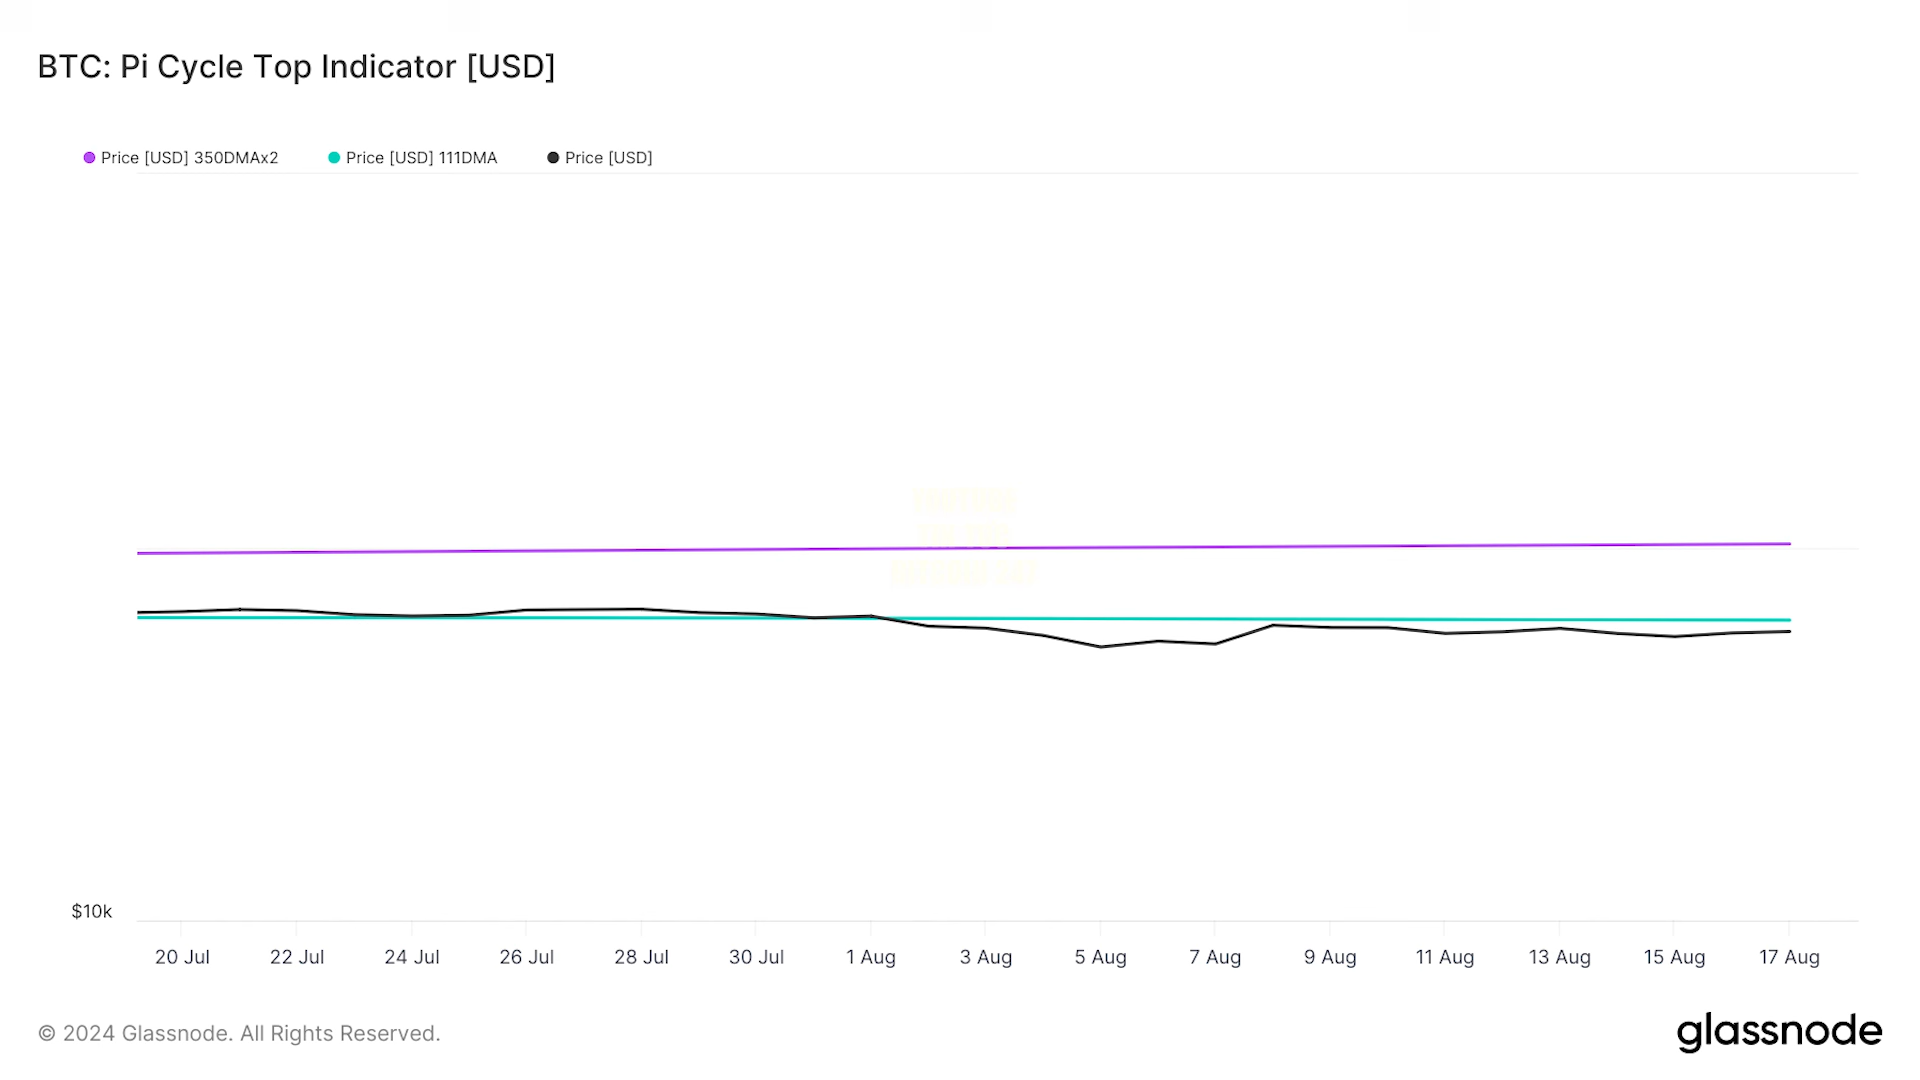 BTC: Pi Cycle Top Indicator [USD]
Price [USD] 350DMAx2 Price [USD] 111DMA Price [USD]
$10k
20 Jul 22 Jul 24 Jul 26 Jul 28 Jul 30 Jul 1 Aug 3 Aug 5 Aug 7 Aug 9 Aug 11 Aug 13 Aug 15 Aug 17 Aug
© 2024 Glassnode. All Rights Reserved.
glassnode